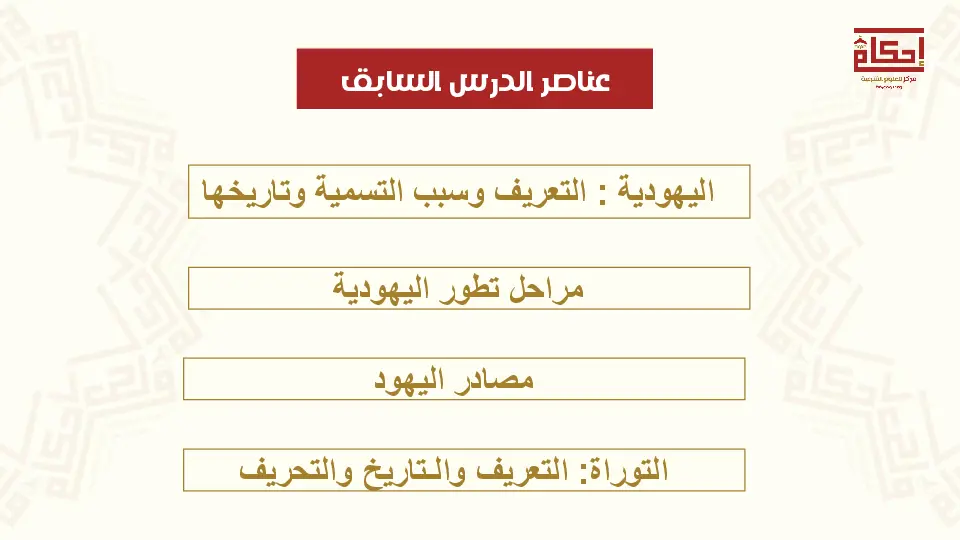 إحكام
مركز للعلوم الشرعية
عناصر الدرس السابق
اليهودية : التعريف وسبب التسمية وتاريخها
مراحل تطور اليهودية
مصادر اليهود
التوراة: التعريف والتاريخ والتحريف